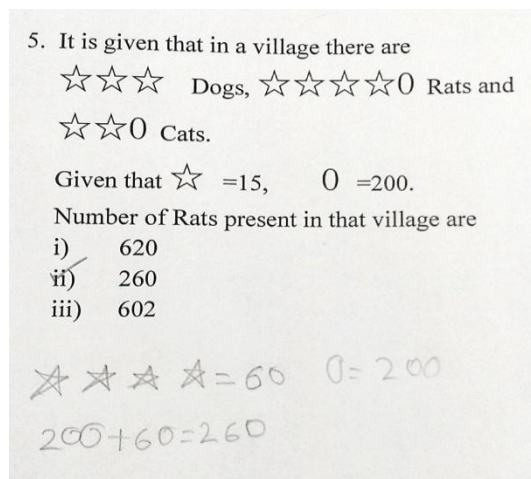 5. It is given that in a village there are
☆☆☆ Dogs, ☆☆☆☆0 Rats and
☆☆0 Cats.
Given that ☆ =15, 0 =200.
Number of Rats present in that village are
i) 620
ii) 260
iii) 602
☆ ☆ ☆ ☆ = 60 0 = 200
200+60=260